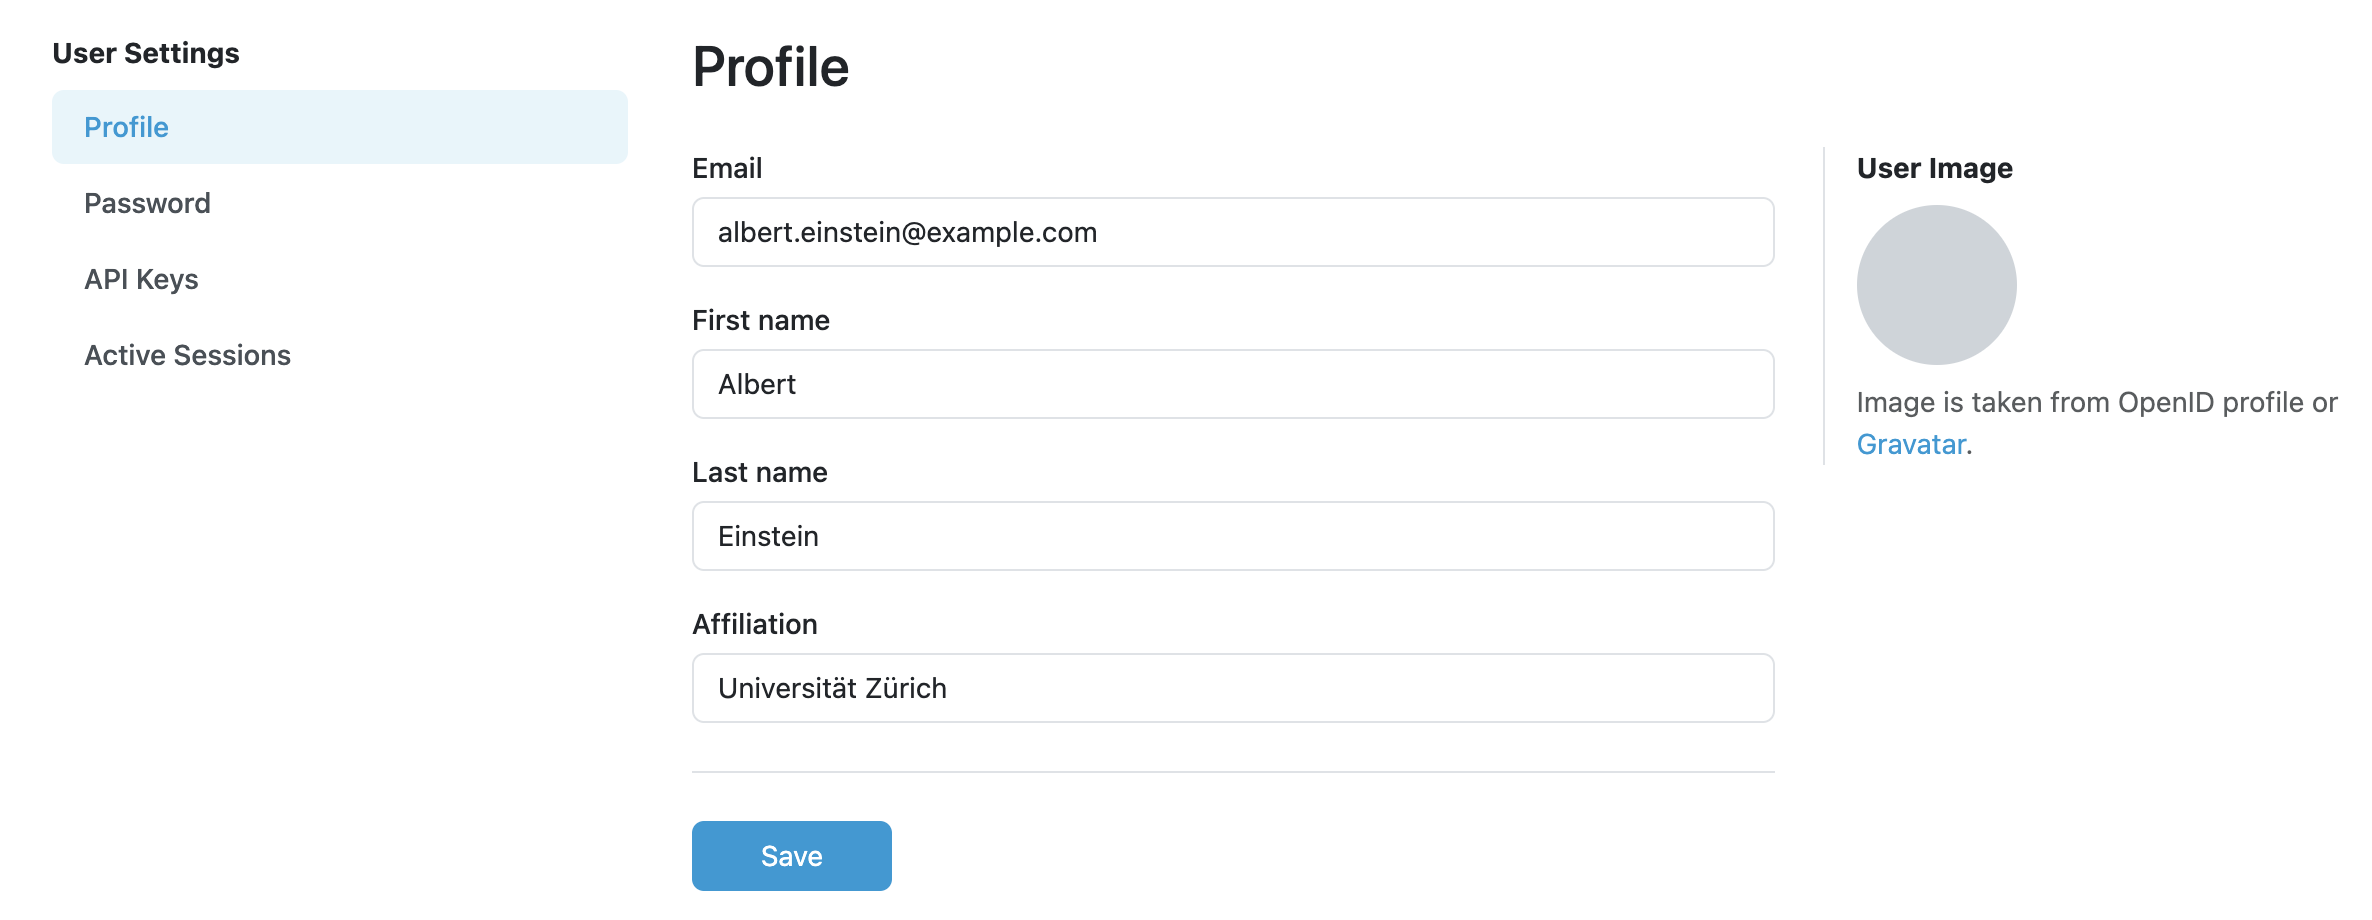 User Settings
Profile
Password
API Keys
Active Sessions
Profile
Email
albert.einstein@example.com
First name
Albert
Last name
Einstein
Affiliation
Universität Zürich
Save
User Image
Image is taken from OpenID profile or
Gravatar.